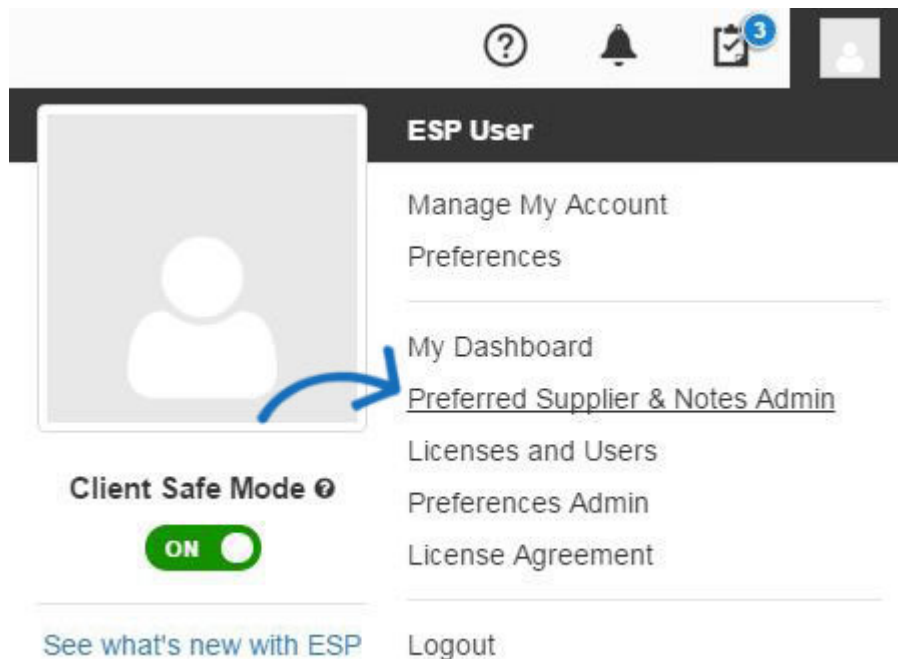 3
ESP User
Manage My Account
Preferences
My Dashboard
Preferred Supplier & Notes Admin
Licenses and Users
Preferences Admin
License Agreement
Logout
Client Safe Mode ?
ON
See what's new with ESP